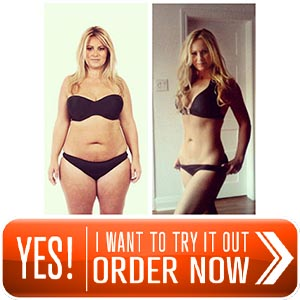 YES!
I WANT TO TRY IT OUT
ORDER NOW